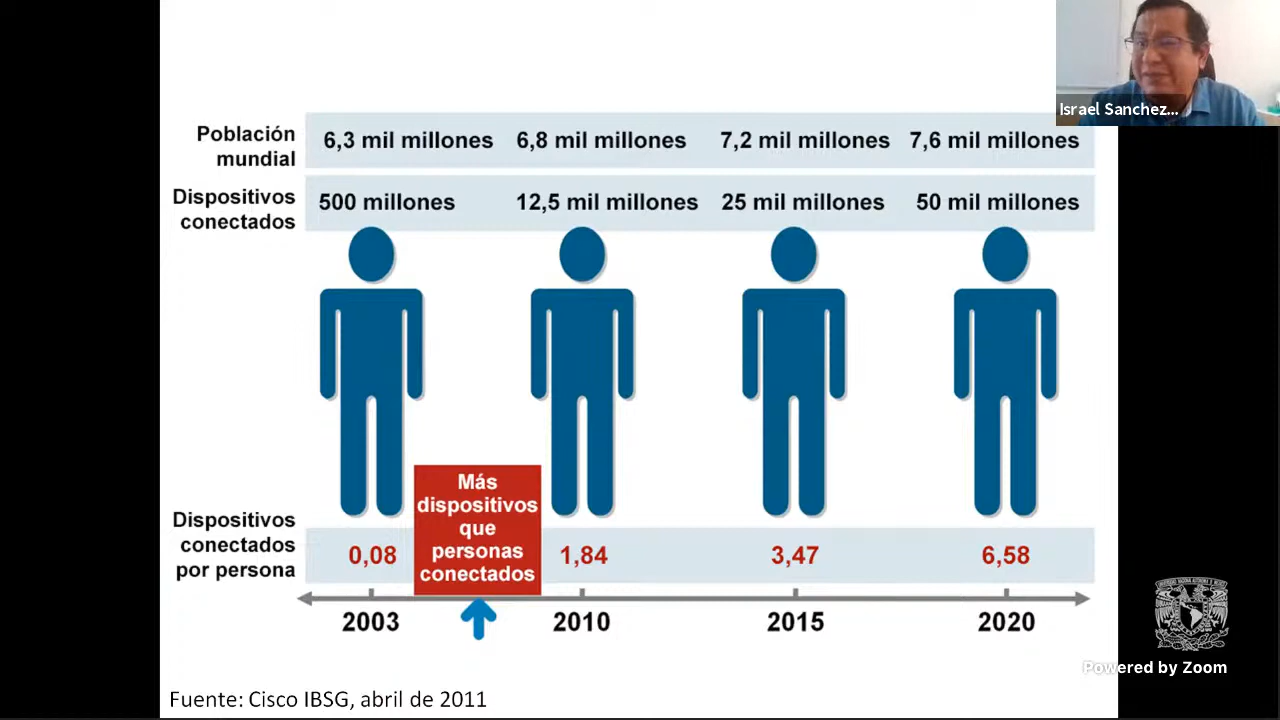 Israel Sanchez...
Población
mundial
6,3 mil millones 6,8 mil millones 7,2 mil millones 7,6 mil millones
Dispositivos
conectados
500 millones 12,5 mil millones 25 mil millones 50 mil millones
Más
dispositivos
que
personas
conectados
Dispositivos
conectados
por persona
0,08 1,84 3,47 6,58
2003 2010 2015 2020
Powered by Zoom
Fuente: Cisco IBSG, abril de 2011